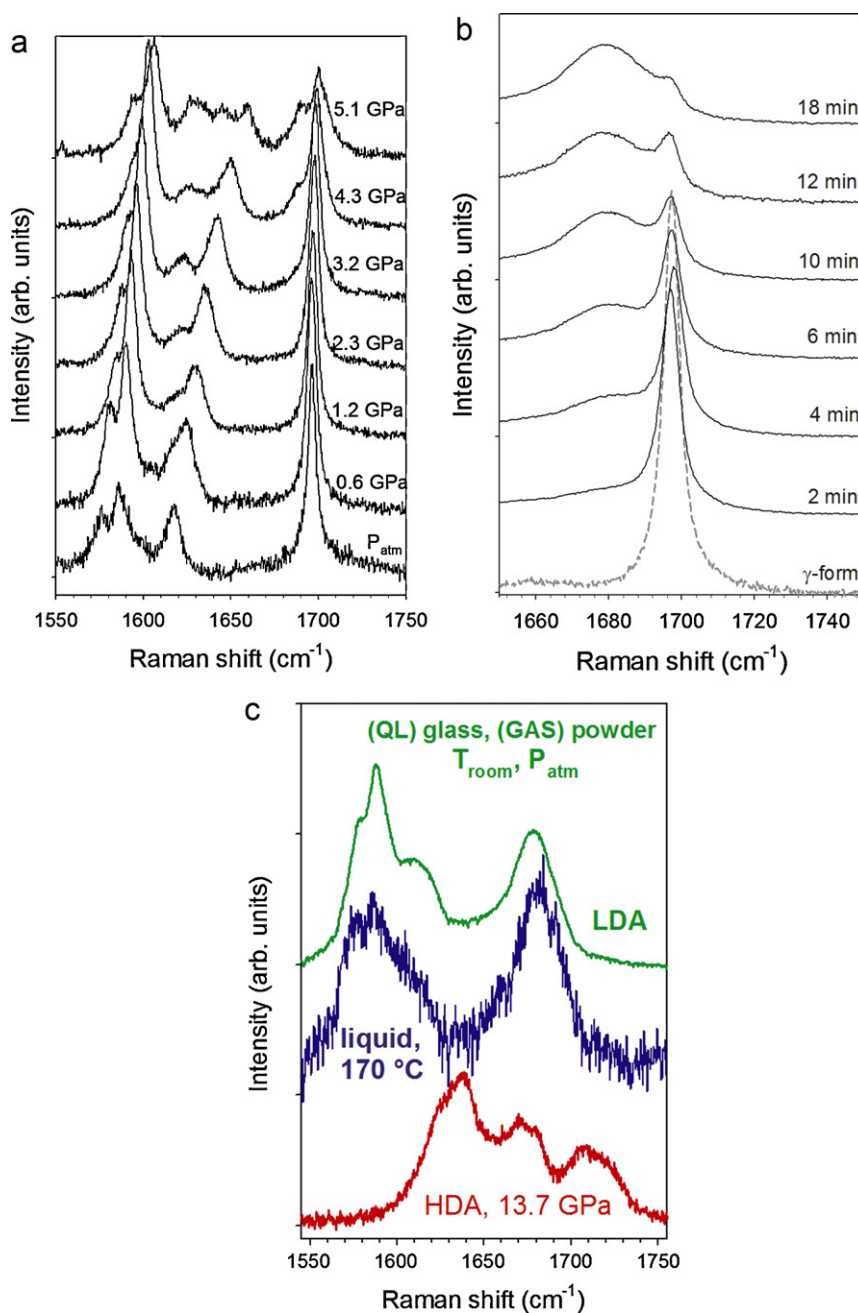 a
Intensity (arb. units)
5.1 GPa
4.3 GPa
3.2 GPa
2.3 GPa
1.2 GPa
0.6 GPa
Patm
1550 1600 1650 1700 1750
Raman shift (cm-1)
b
Intensity (arb. units)
18 min
12 min
10 min
6 min
4 min
2 min
γ-form
1660 1680 1700 1720 1740
Raman shift (cm-1)
c
Intensity (arb. units)
(QL) glass, (GAS) powder
Troom, Patm
LDA
liquid,
170 °C
HDA, 13.7 GPa
1550 1600 1650 1700 1750
Raman shift (cm-1)